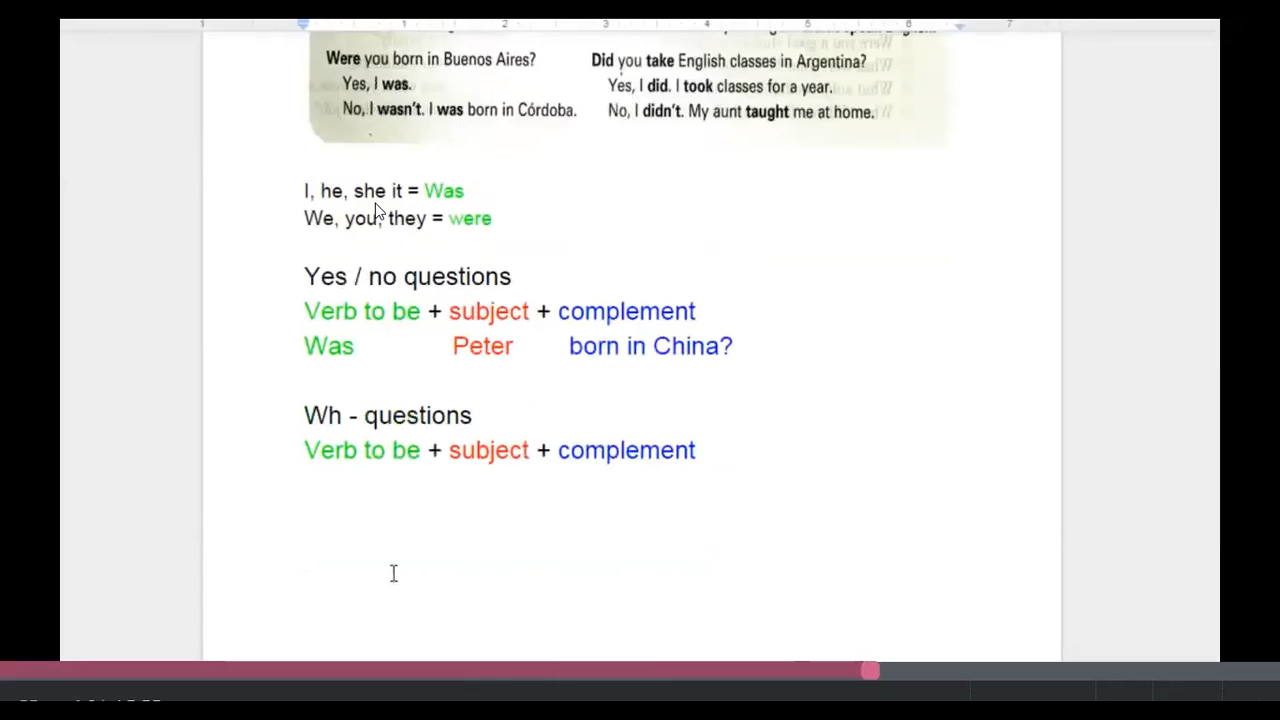 Were you born in Buenos Aires?
Yes, I was.
No, I wasn't. I was born in Córdoba.
Did you take English classes in Argentina?
Yes, I did. I took classes for a year.
No, I didn't. My aunt taught me at home.
I, he, she it = Was
We, you, they = were
Yes / no questions
Verb to be + subject + complement
Was Peter born in China?
Wh - questions
Verb to be + subject + complement